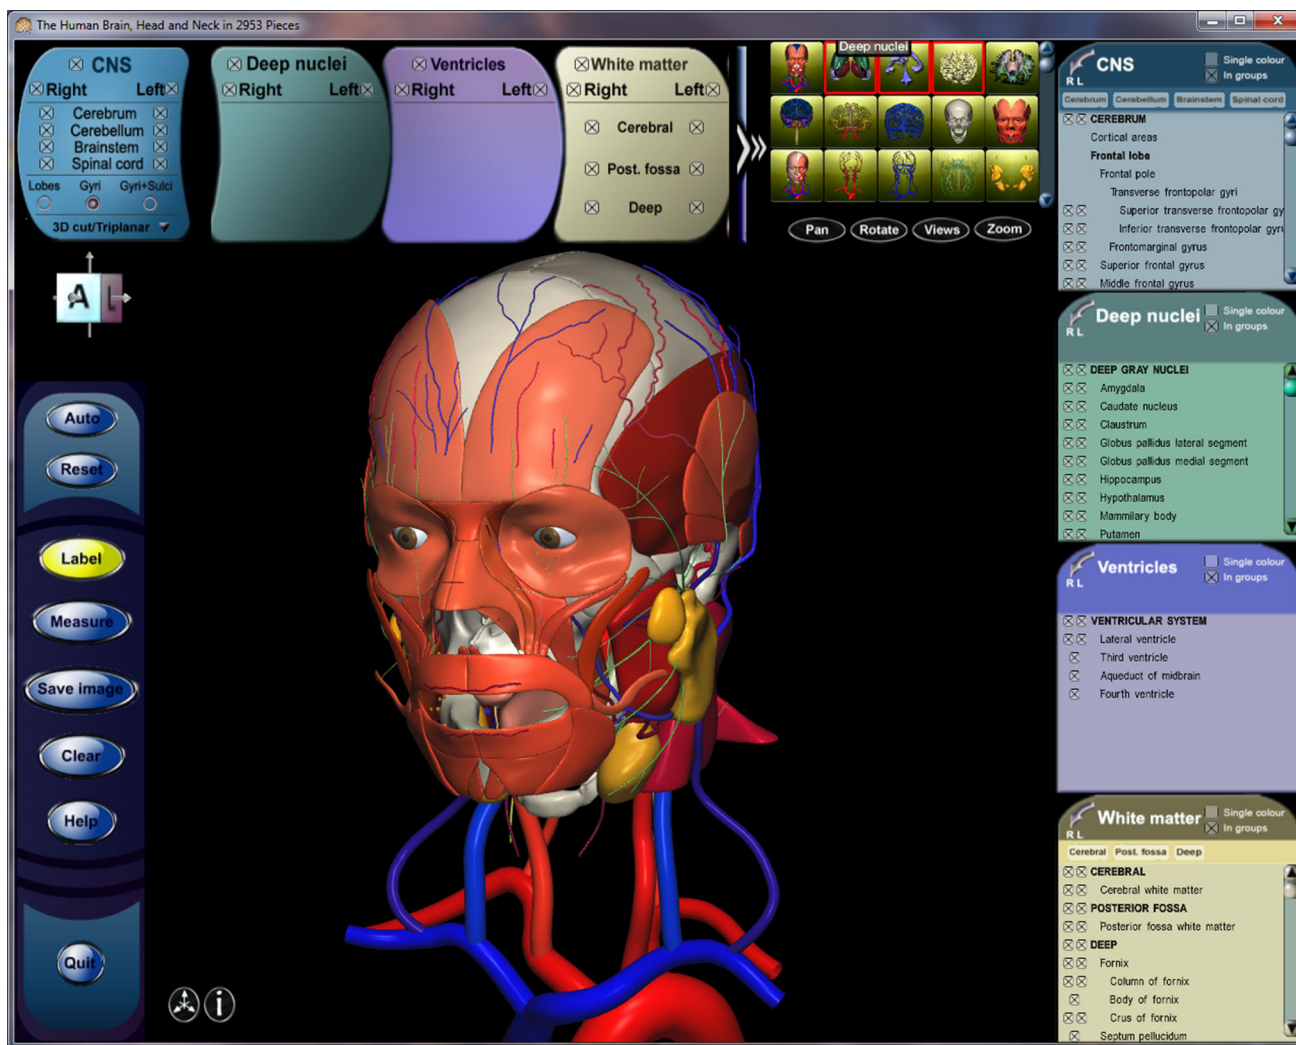 The Human Brain, Head and Neck in 2953 Pieces
CNS
Right Left
Cerebrum
Cerebellum
Brainstem
Spinal cord
Lobes Gyri Gyri+Sulci
3D cut/Triplanar
Deep nuclei
Right Left
Ventricles
Right Left
White matter
Right Left
Cerebral
Post. fossa
Deep
Deep nuclei
Pan Rotate Views Zoom
A
Auto
Reset
Label
Measure
Save image
Clear
Help
Quit
i
CNS
Single colour
In groups
R L
Cerebrum Cerebellum Brainstem Spinal cord
CEREBRUM
Cortical areas
Frontal lobe
Frontal pole
Transverse frontopolar gyri
Superior transverse frontopolar gy
Inferior transverse frontopolar gyri
Frontomarginal gyrus
Superior frontal gyrus
Middle frontal gyrus
Deep nuclei
Single colour
In groups
R L
DEEP GRAY NUCLEI
Amygdala
Caudate nucleus
Claustrum
Globus pallidus lateral segment
Globus pallidus medial segment
Hippocampus
Hypothalamus
Mammilary body
Putamen
Ventricles
Single colour
In groups
R L
VENTRICULAR SYSTEM
Lateral ventricle
Third ventricle
Aqueduct of midbrain
Fourth ventricle
White matter
Single colour
In groups
R L
Cerebral Post. fossa Deep
CEREBRAL
Cerebral white matter
POSTERIOR FOSSA
Posterior fossa white matter
DEEP
Fornix
Column of fornix
Body of fornix
Crus of fornix
Septum pellucidum